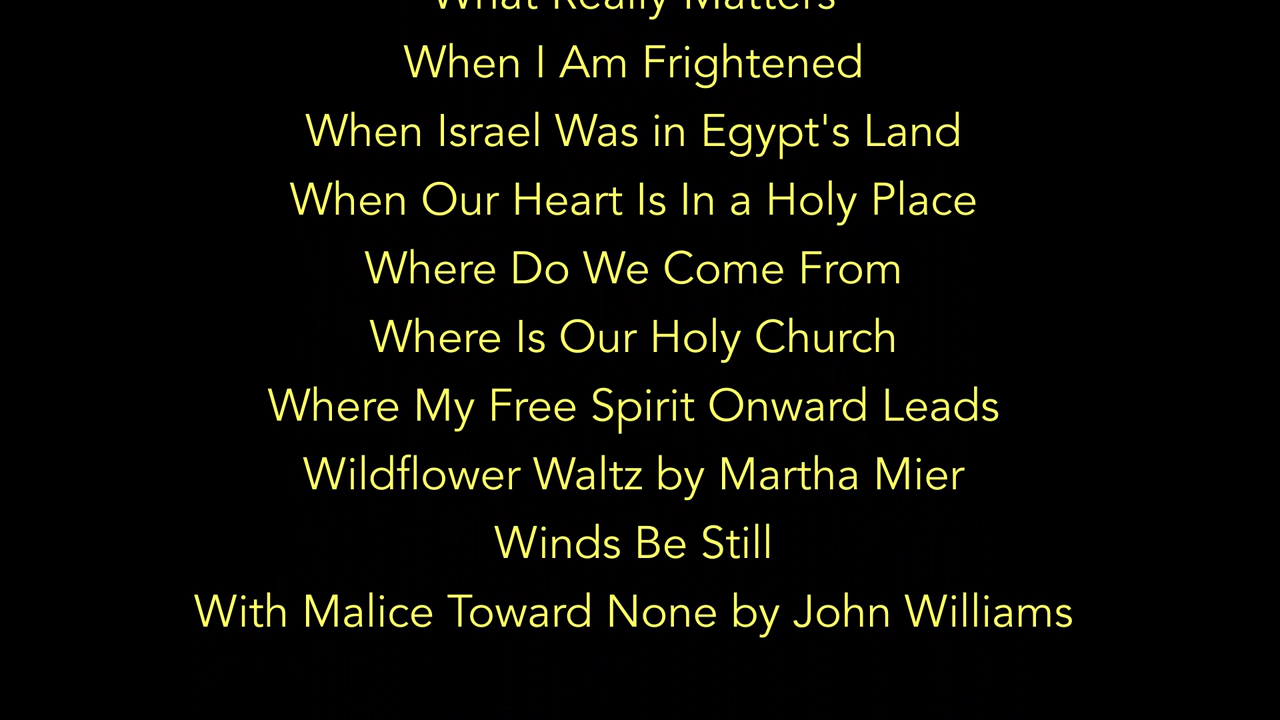 What Really Matters
When I Am Frightened
When Israel Was in Egypt's Land
When Our Heart Is In a Holy Place
Where Do We Come From
Where Is Our Holy Church
Where My Free Spirit Onward Leads
Wildflower Waltz by Martha Mier
Winds Be Still
With Malice Toward None by John Williams